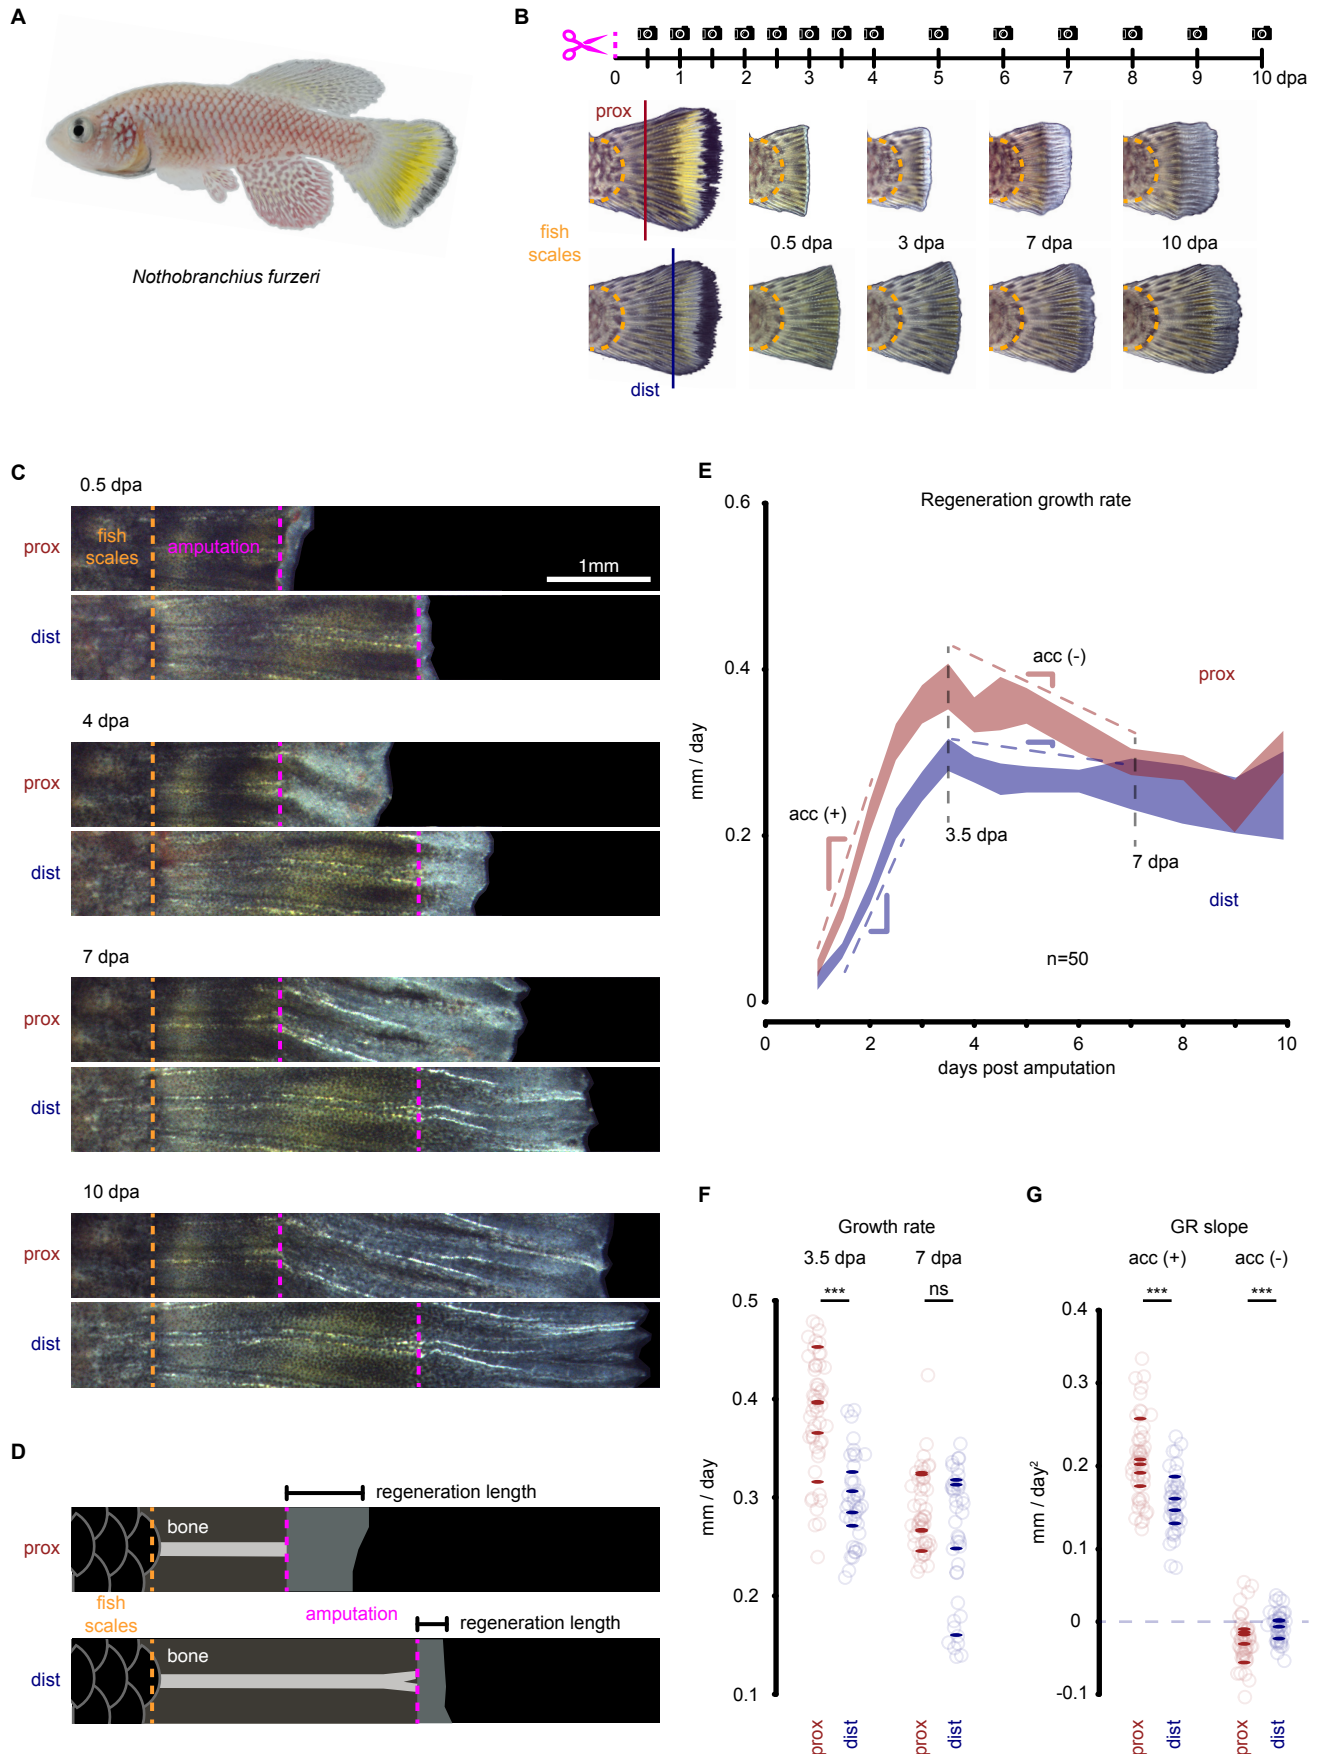 A
Nothobranchius furzeri
B
0 1 2 3 4 5 6 7 8 9 10 dpa
prox
fish
scales
0.5 dpa 3 dpa 7 dpa 10 dpa
dist
C
0.5 dpa
prox
fish
scales
amputation
1mm
dist
4 dpa
prox
dist
7 dpa
prox
dist
10 dpa
prox
dist
D
regeneration length
prox
bone
fish
scales
amputation
regeneration length
dist
bone
E
Regeneration growth rate
0.6
0.4
0.2
0
mm / day
acc (-)
prox
acc (+)
3.5 dpa
7 dpa
dist
n=50
0 2 4 6 8 10
days post amputation
F
Growth rate
3.5 dpa 7 dpa
*** ns
0.5
0.4
0.3
0.2
0.1
mm / day
prox dist prox dist
G
GR slope
acc (+) acc (-)
*** ***
0.4
0.3
0.2
0.1
0
-0.1
mm / day²
prox dist prox dist